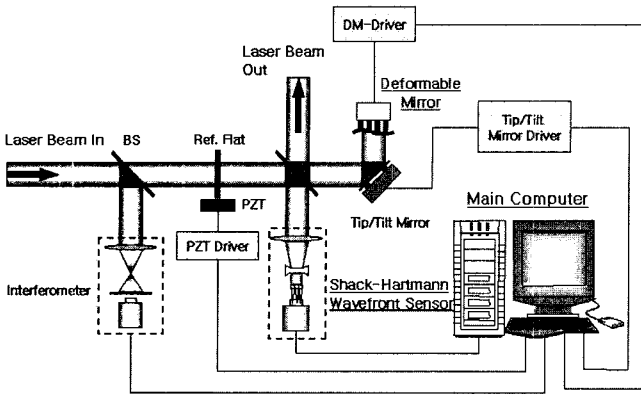 DM-Driver
Laser Beam
Out
Deformable
Mirror
Tip/Tilt
Mirror Driver
Laser Beam In
BS
Ref. Flat
PZT
Tip/Tilt Mirror
Main Computer
PZT Driver
Interferometer
Shack-Hartmann
Wavefront Sensor